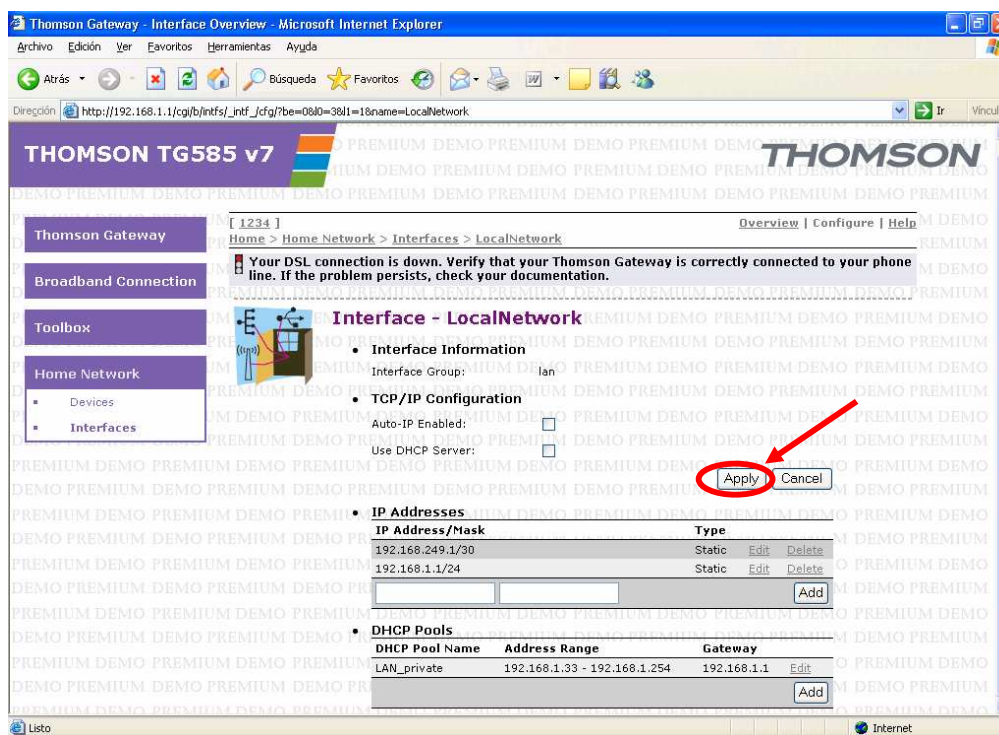 Thomson Gateway - Interface Overview - Microsoft Internet Explorer
Archivo Edición Ver Favoritos Herramientas Ayuda
Atrás Búsqueda Favoritos
Dirección http://192.168.1.1/cgi/b/intfs/_intf_/cfg/?be=0&l0=3&l1=1&name=LocalNetwork Ir Víncul
THOMSON TG585 v7
THOMSON
[ 1234 ] Overview | Configure | Help
Home > Home Network > Interfaces > LocalNetwork
Your DSL connection is down. Verify that your Thomson Gateway is correctly connected to your phone
line. If the problem persists, check your documentation.
Thomson Gateway
Broadband Connection
Toolbox
Home Network
Devices
Interfaces
Interface - LocalNetwork
Interface Information
Interface Group: lan
TCP/IP Configuration
Auto-IP Enabled:
Use DHCP Server:
Apply Cancel
IP Addresses
IP Address/Mask Type
192.168.249.1/30 Static Edit Delete
192.168.1.1/24 Static Edit Delete
Add
DHCP Pools
DHCP Pool Name Address Range Gateway
LAN_private 192.168.1.33 - 192.168.1.254 192.168.1.1 Edit
Add
Listo Internet